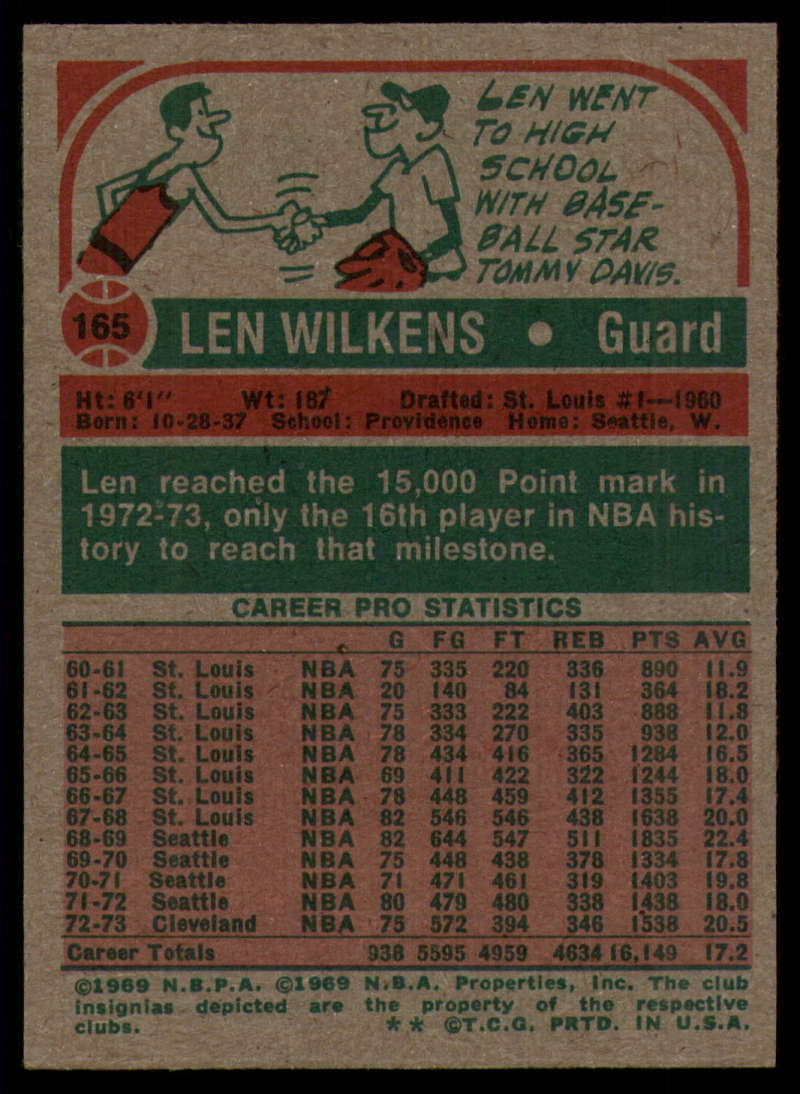 LEN WENT
TO HIGH
SCHOOL
WITH BASE-
BALL STAR
TOMMY DAVIS.
165 LEN WILKENS • Guard
Ht: 6'1" Wt: 187 Drafted: St. Louis #1—1960
Born: 10-28-37 School: Providence Home: Seattle, W.
Len reached the 15,000 Point mark in
1972-73, only the 16th player in NBA his-
tory to reach that milestone.
CAREER PRO STATISTICS
G FG FT REB PTS AVG
60-61 St. Louis NBA 75 335 220 336 890 11.9
61-62 St. Louis NBA 20 140 84 131 364 18.2
62-63 St. Louis NBA 75 333 222 403 888 11.8
63-64 St. Louis NBA 78 334 270 335 938 12.0
64-65 St. Louis NBA 78 434 416 365 1284 16.5
65-66 St. Louis NBA 69 411 422 322 1244 18.0
66-67 St. Louis NBA 78 448 459 412 1355 17.4
67-68 St. Louis NBA 82 546 546 438 1638 20.0
68-69 Seattle NBA 82 644 547 511 1835 22.4
69-70 Seattle NBA 75 448 438 378 1334 17.8
70-71 Seattle NBA 71 471 461 319 1403 19.8
71-72 Seattle NBA 80 479 480 338 1438 18.0
72-73 Cleveland NBA 75 572 394 346 1538 20.5
Career Totals 938 5595 4959 4634 16,149 17.2
©1969 N.B.P.A. ©1969 N.B.A. Properties, Inc. The club
insignias depicted are the property of the respective
clubs. * * ©T.C.G. PRTD. IN U.S.A.